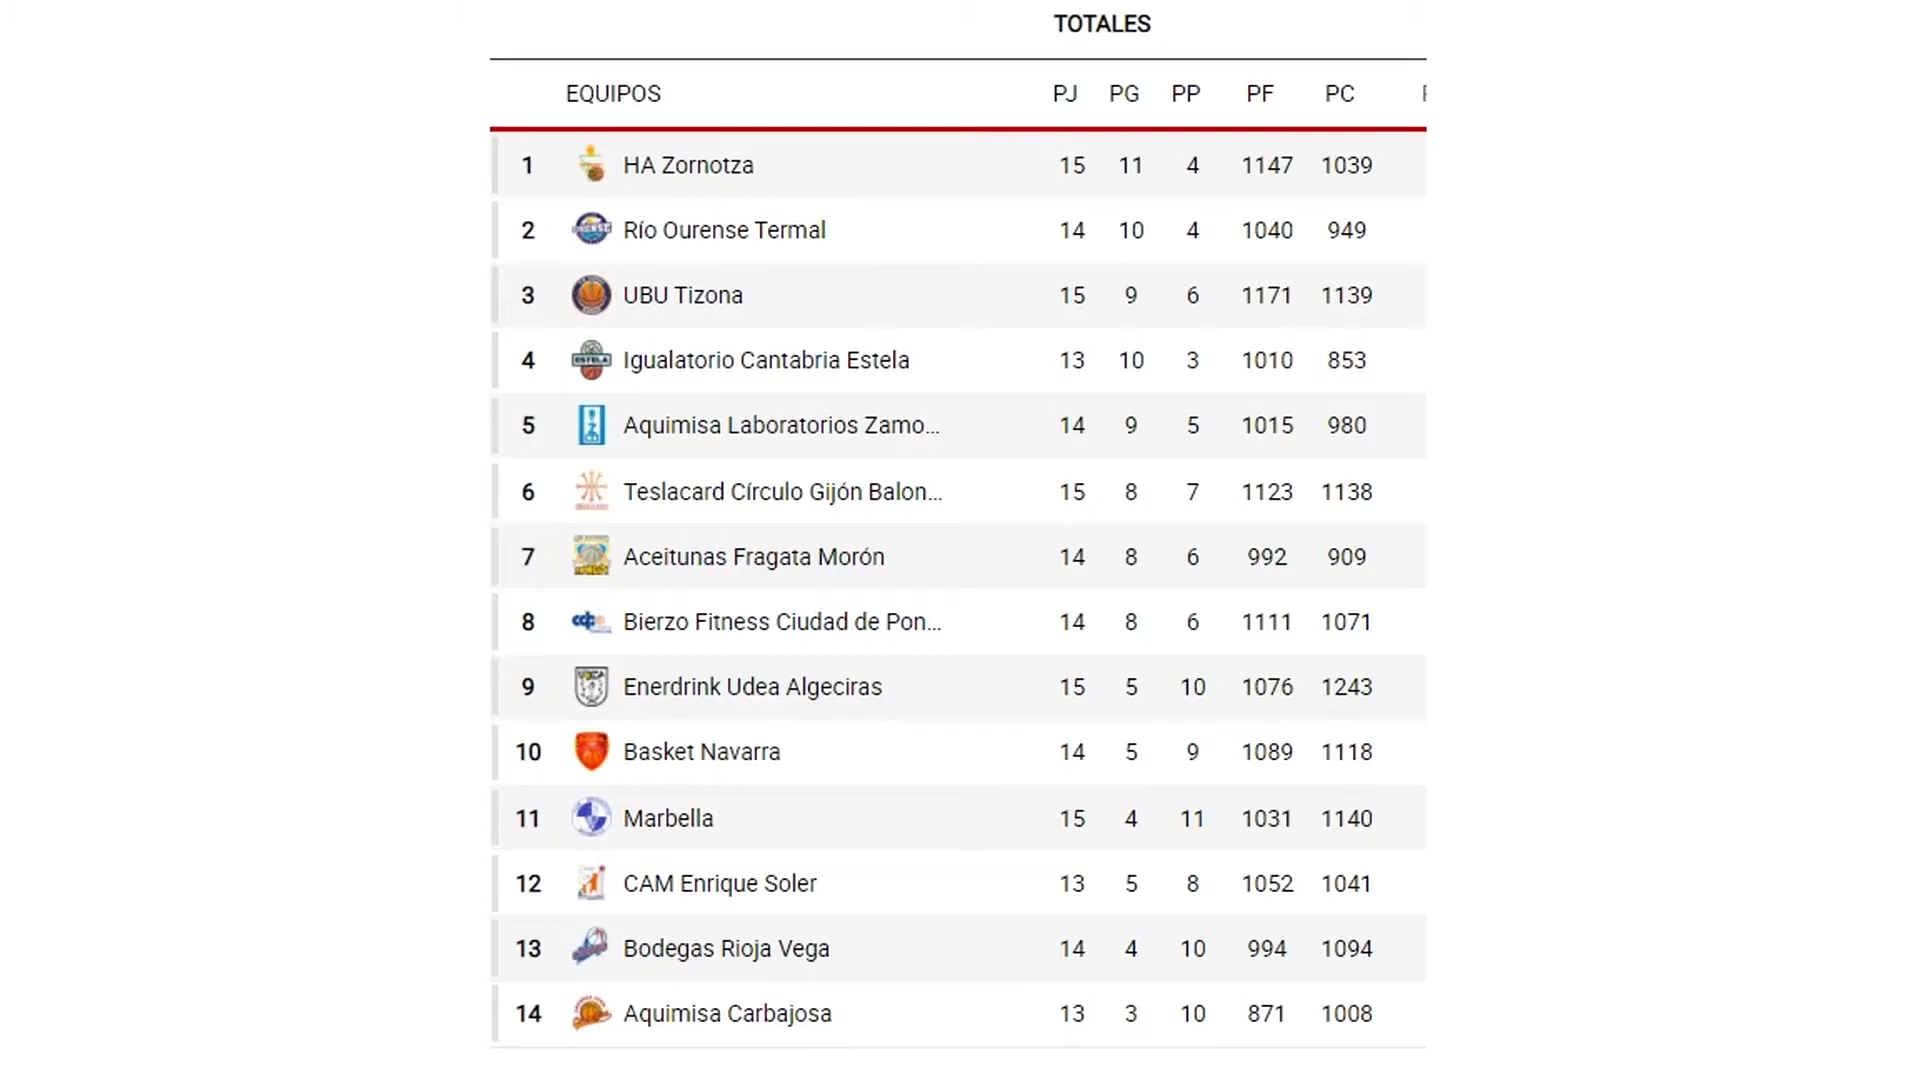 TOTALES
EQUIPOS PJ PG PP PF PC
1 HA Zornotza 15 11 4 1147 1039
2 Río Ourense Termal 14 10 4 1040 949
3 UBU Tizona 15 9 6 1171 1139
4 ESTELA Igualatorio Cantabria Estela 13 10 3 1010 853
5 Aquimisa Laboratorios Zamo... 14 9 5 1015 980
6 Teslacard Círculo Gijón Balon... 15 8 7 1123 1138
7 Aceitunas Fragata Morón 14 8 6 992 909
8 Bierzo Fitness Ciudad de Pon... 14 8 6 1111 1071
9 Enerdrink Udea Algeciras 15 5 10 1076 1243
10 Basket Navarra 14 5 9 1089 1118
11 Marbella 15 4 11 1031 1140
12 CAM Enrique Soler 13 5 8 1052 1041
13 Bodegas Rioja Vega 14 4 10 994 1094
14 Aquimisa Carbajosa 13 3 10 871 1008